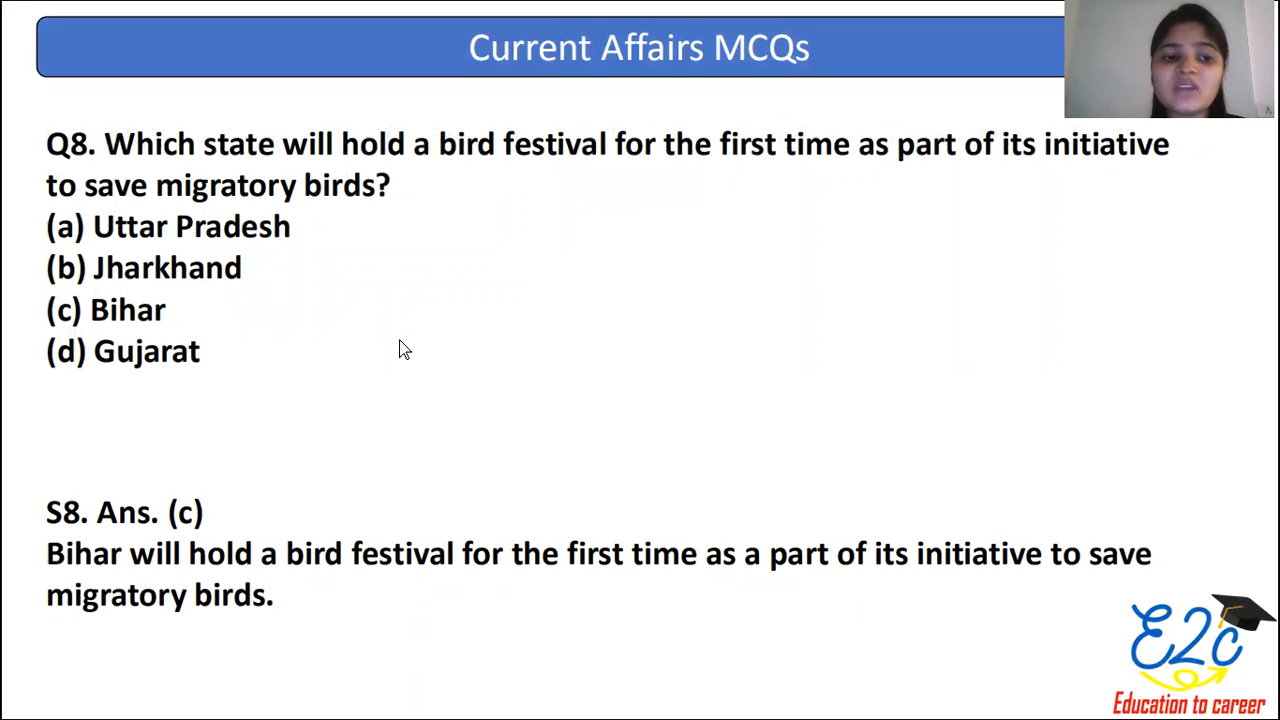 Current Affairs MCQs
Q8. Which state will hold a bird festival for the first time as part of its initiative
to save migratory birds?
(a) Uttar Pradesh
(b) Jharkhand
(c) Bihar
(d) Gujarat
S8. Ans. (c)
Bihar will hold a bird festival for the first time as a part of its initiative to save
migratory birds.
E2c
Education to career